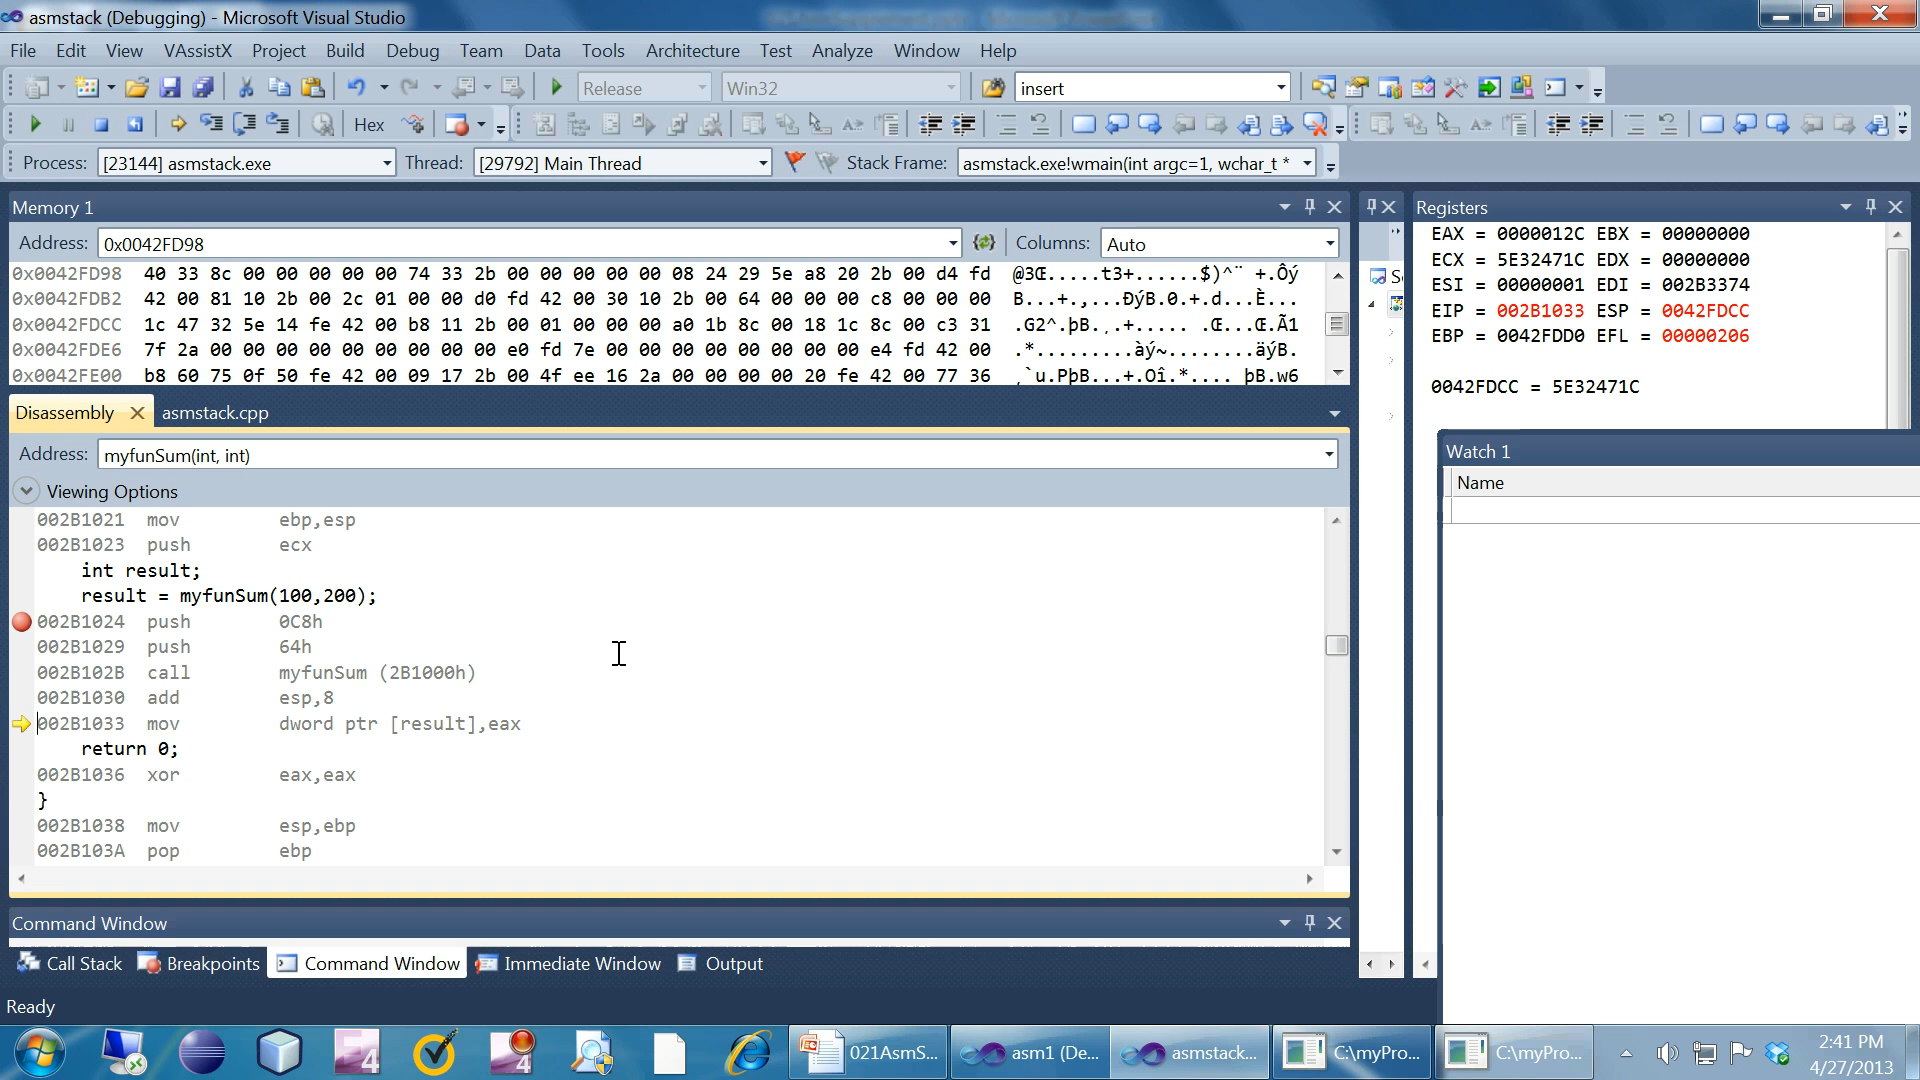 asmstack (Debugging) - Microsoft Visual Studio
File Edit View VAssistX Project Build Debug Team Data Tools Architecture Test Analyze Window Help
Release Win32 insert
Hex
Process: [23144] asmstack.exe Thread: [29792] Main Thread Stack Frame: asmstack.exe!wmain(int argc=1, wchar_t *
Memory 1
Address: 0x0042FD98 Columns: Auto
0x0042FD98 40 33 8c 00 00 00 00 00 74 33 2b 00 00 00 00 00 08 24 29 5e a8 20 2b 00 d4 fd @3Œ.....t3+......$)^¨ +.Ôý
0x0042FDB2 42 00 81 10 2b 00 2c 01 00 00 d0 fd 42 00 30 10 2b 00 64 00 00 00 c8 00 00 00 B...+.,...ÐýB.0.+.d...È...
0x0042FDCC 1c 47 32 5e 14 fe 42 00 b8 11 2b 00 01 00 00 00 a0 1b 8c 00 18 1c 8c 00 c3 31 .G2^.þB.¸.+..... .Œ...Œ.Ã1
0x0042FDE6 7f 2a 00 00 00 00 00 00 00 00 e0 fd 7e 00 00 00 00 00 00 00 00 e4 fd 42 00 .*.........àý~........äýB.
0x0042FE00 b8 60 75 0f 50 fe 42 00 09 17 2b 00 4f ee 16 2a 00 00 00 00 20 fe 42 00 77 36 ¸`u.PþB...+.Oî.*.... þB.w6
Registers
EAX = 0000012C EBX = 00000000
ECX = 5E32471C EDX = 00000000
ESI = 00000001 EDI = 002B3374
EIP = 002B1033 ESP = 0042FDCC
EBP = 0042FDD0 EFL = 00000206
0042FDCC = 5E32471C
Disassembly asmstack.cpp
Address: myfunSum(int, int)
Viewing Options
002B1021 mov ebp,esp
002B1023 push ecx
int result;
result = myfunSum(100,200);
002B1024 push 0C8h
002B1029 push 64h
002B102B call myfunSum (2B1000h)
002B1030 add esp,8
002B1033 mov dword ptr [result],eax
return 0;
002B1036 xor eax,eax
}
002B1038 mov esp,ebp
002B103A pop ebp
Watch 1
Name
Command Window
Call Stack Breakpoints Command Window Immediate Window Output
Ready
021AsmS... asm1 (De... asmstack... C:\myPro... C:\myPro...
2:41 PM
4/27/2013